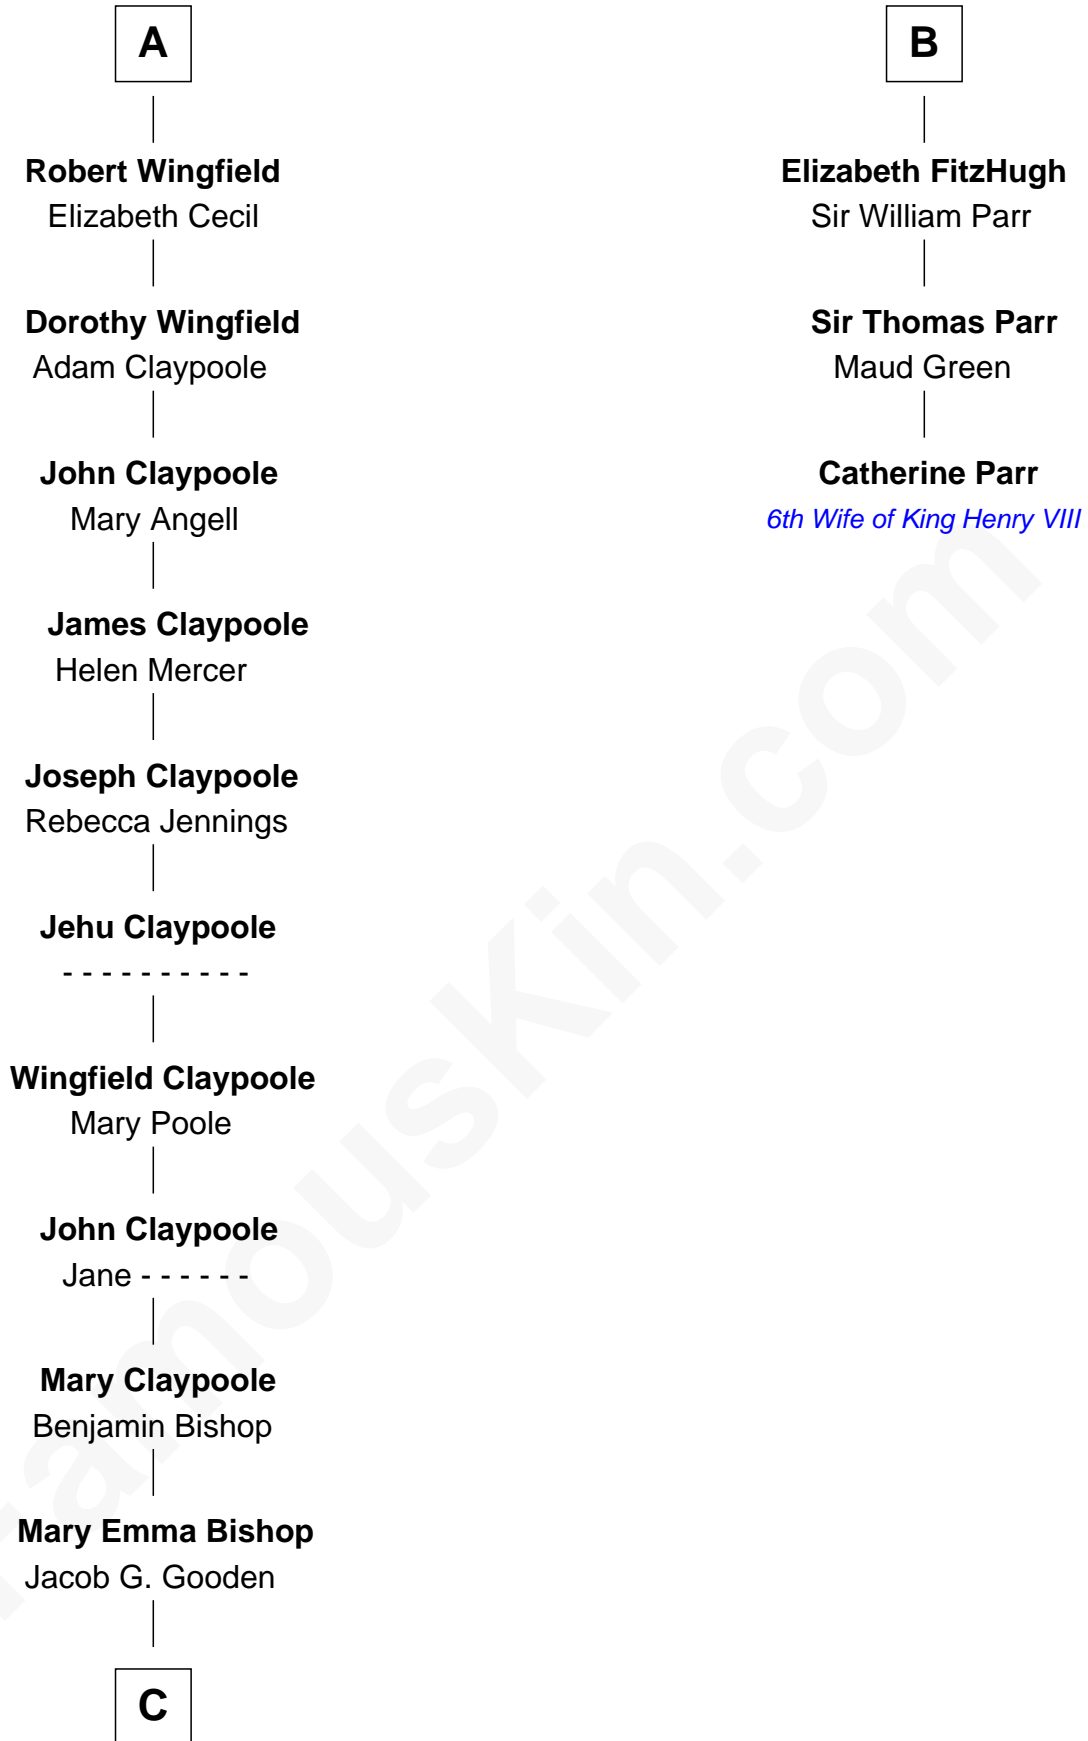 A
Robert Wingfield
Elizabeth Cecil
Dorothy Wingfield
Adam Claypoole
John Claypoole
Mary Angell
James Claypoole
Helen Mercer
Joseph Claypoole
Rebecca Jennings
Jehu Claypoole
- - - - - - - - - -
Wingfield Claypoole
Mary Poole
John Claypoole
Jane - - - - - -
Mary Claypoole
Benjamin Bishop
Mary Emma Bishop
Jacob G. Gooden
C
B
Elizabeth FitzHugh
Sir William Parr
Sir Thomas Parr
Maud Green
Catherine Parr
6th Wife of King Henry VIII
FamousKin.com